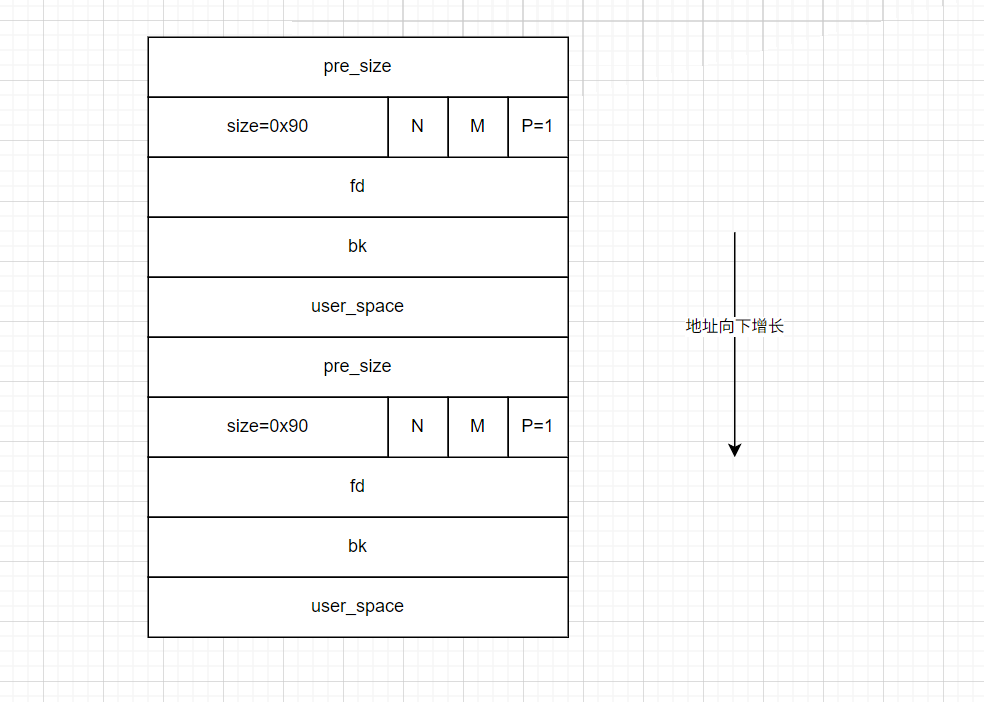 pre_size
size=0x90 N M P=1
fd
bk
user_space
pre_size
size=0x90 N M P=1
fd
bk
user_space
地址向下增长